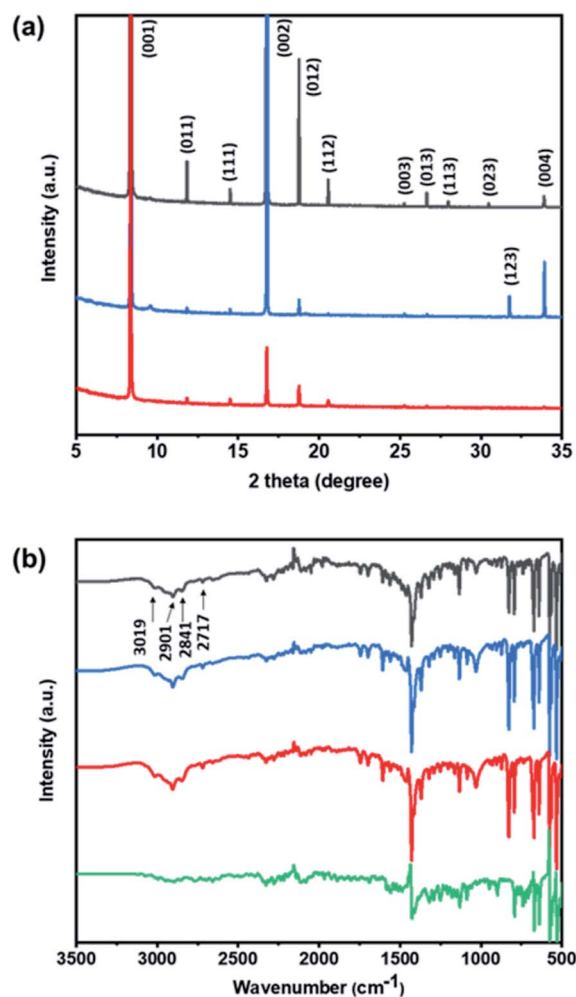 (a)
(001)
(002)
(012)
(011)
(111)
(112)
(003)
(013)
(113)
(023)
(004)
(123)
Intensity (a.u.)
5 10 15 20 25 30 35
2 theta (degree)
(b)
3019
2901
2841
2717
Intensity (a.u.)
3500 3000 2500 2000 1500 1000 500
Wavenumber (cm⁻¹)